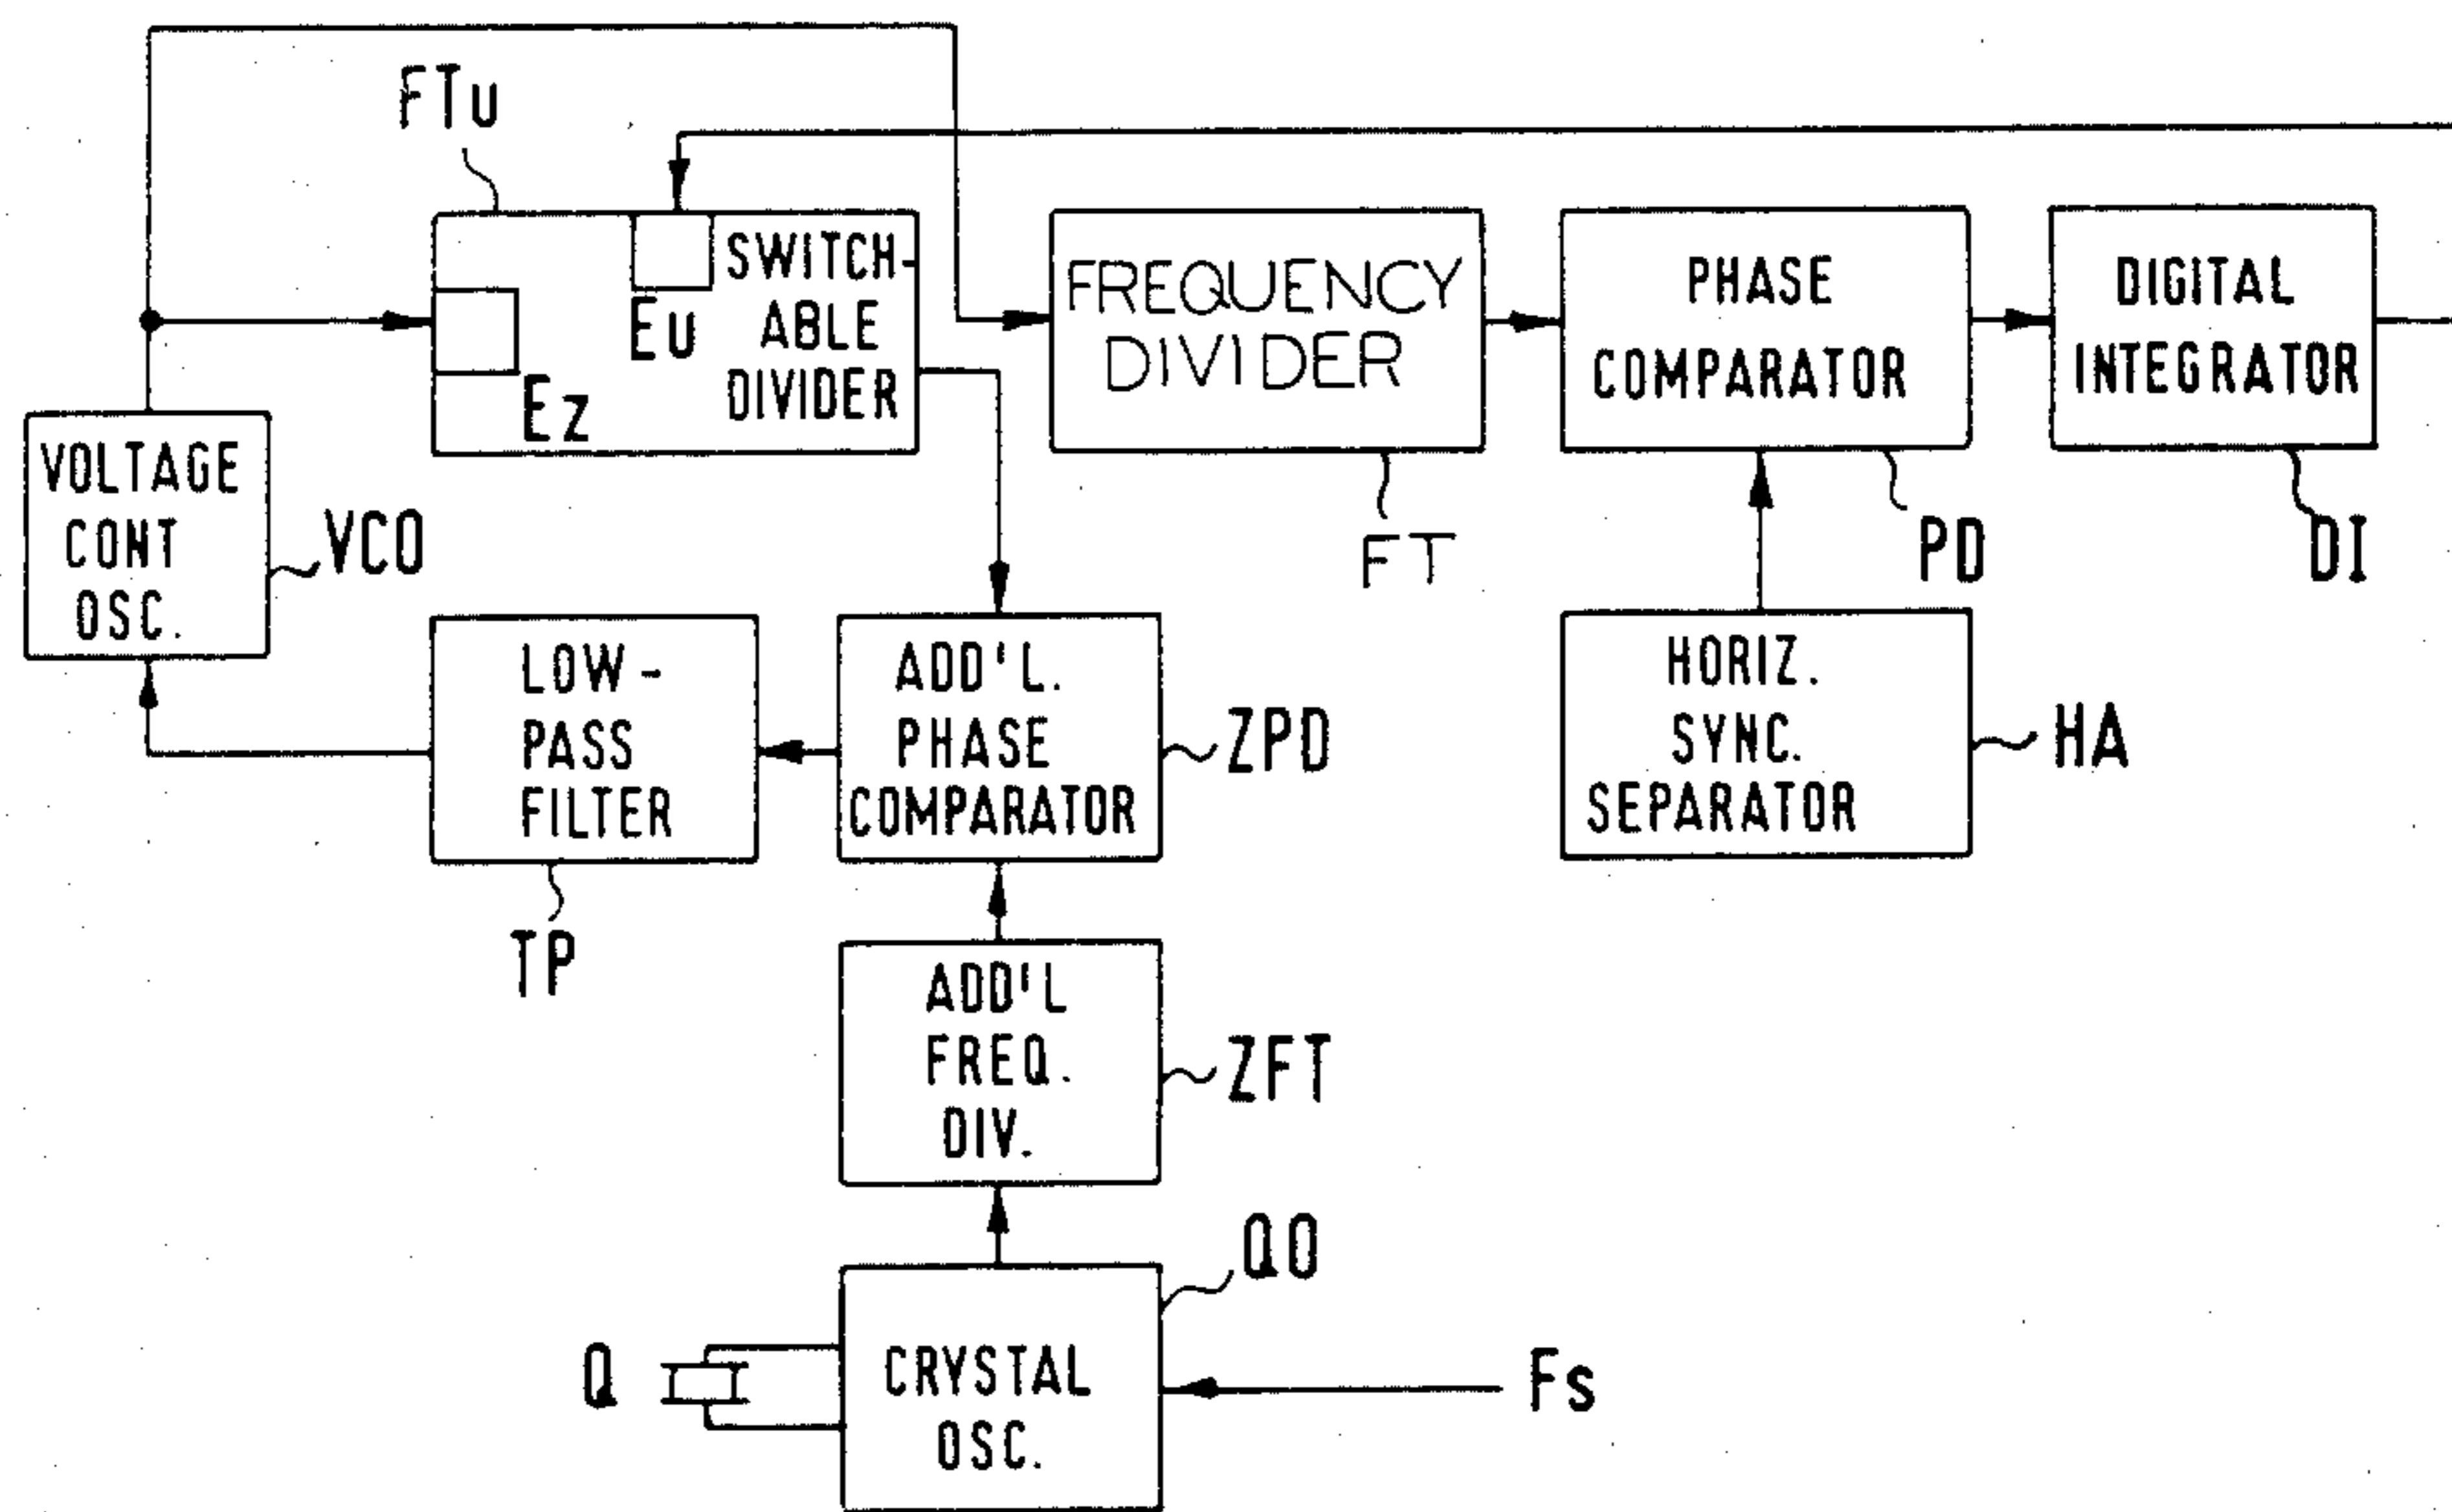 FTu
SWITCH-
ABLE
DIVIDER
Eu
Ez
FREQUENCY
DIVIDER
FT
PHASE
COMPARATOR
PD
DIGITAL
INTEGRATOR
DI
VOLTAGE
CONT
OSC.
VCO
LOW-
PASS
FILTER
TP
ADD'L.
PHASE
COMPARATOR
ZPD
HORIZ.
SYNC.
SEPARATOR
HA
ADD'L
FREQ.
DIV.
ZFT
QO
Q
CRYSTAL
OSC.
Fs